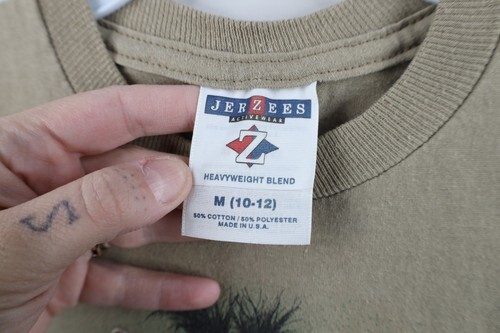 JERZEES
ACTIVEWEAR
Z
HEAVYWEIGHT BLEND
M (10-12)
50% COTTON / 50% POLYESTER
MADE IN U.S.A.